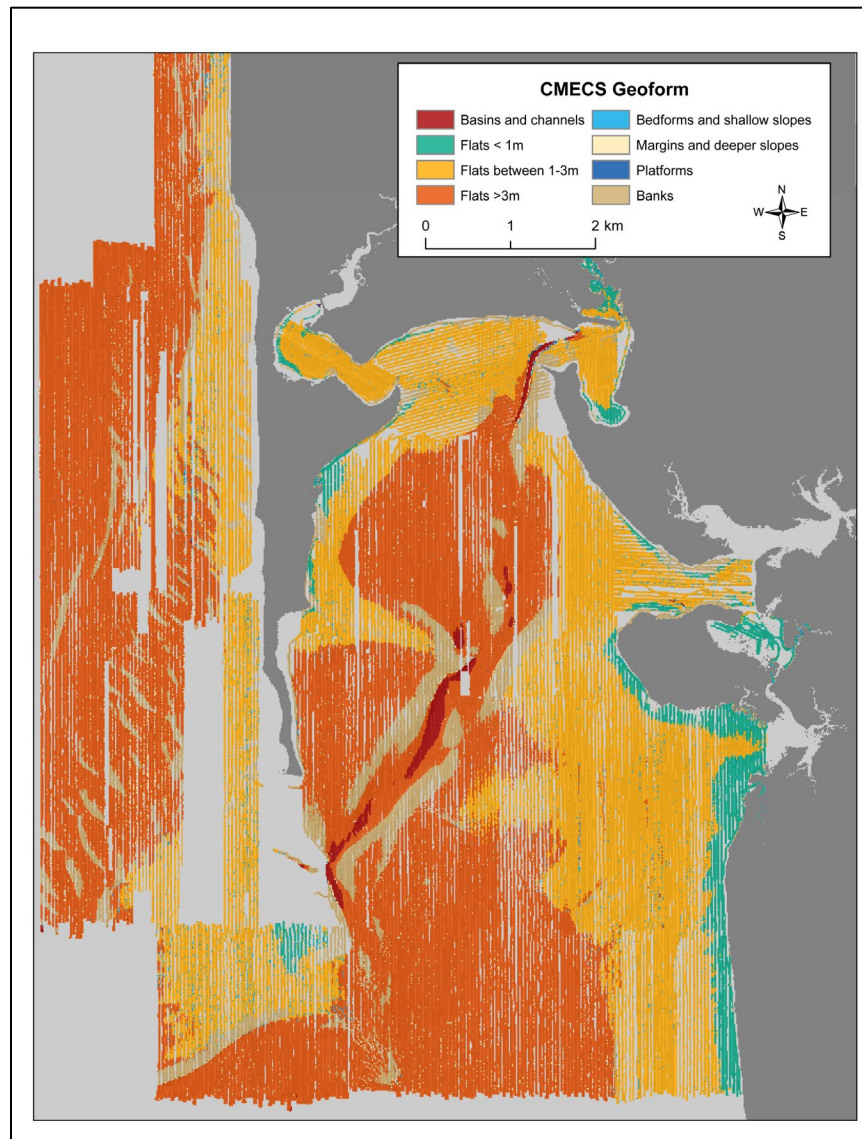 CMECS Geoform
Basins and channels
Bedforms and shallow slopes
Flats < 1m
Margins and deeper slopes
Flats between 1-3m
Platforms
Flats >3m
Banks
0 1 2 km
N
W E
S